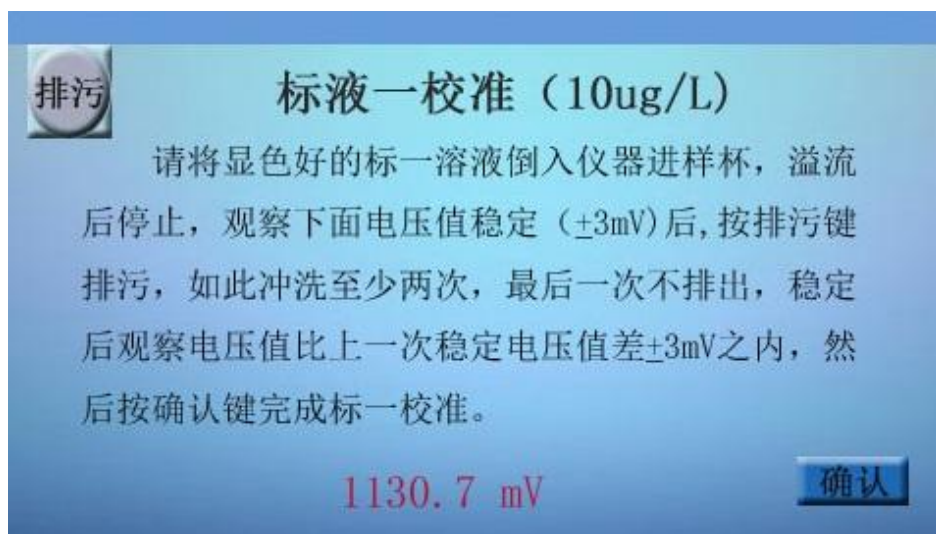 排污
标液一校准（10ug/L)
请将显色好的标一溶液倒入仪器进样杯，溢流
后停止，观察下面电压值稳定（±3mV)后,按排污键
排污，如此冲洗至少两次，最后一次不排出，稳定
后观察电压值比上一次稳定电压值差±3mV之内，然
后按确认键完成标一校准。
1130.7 mV
确认